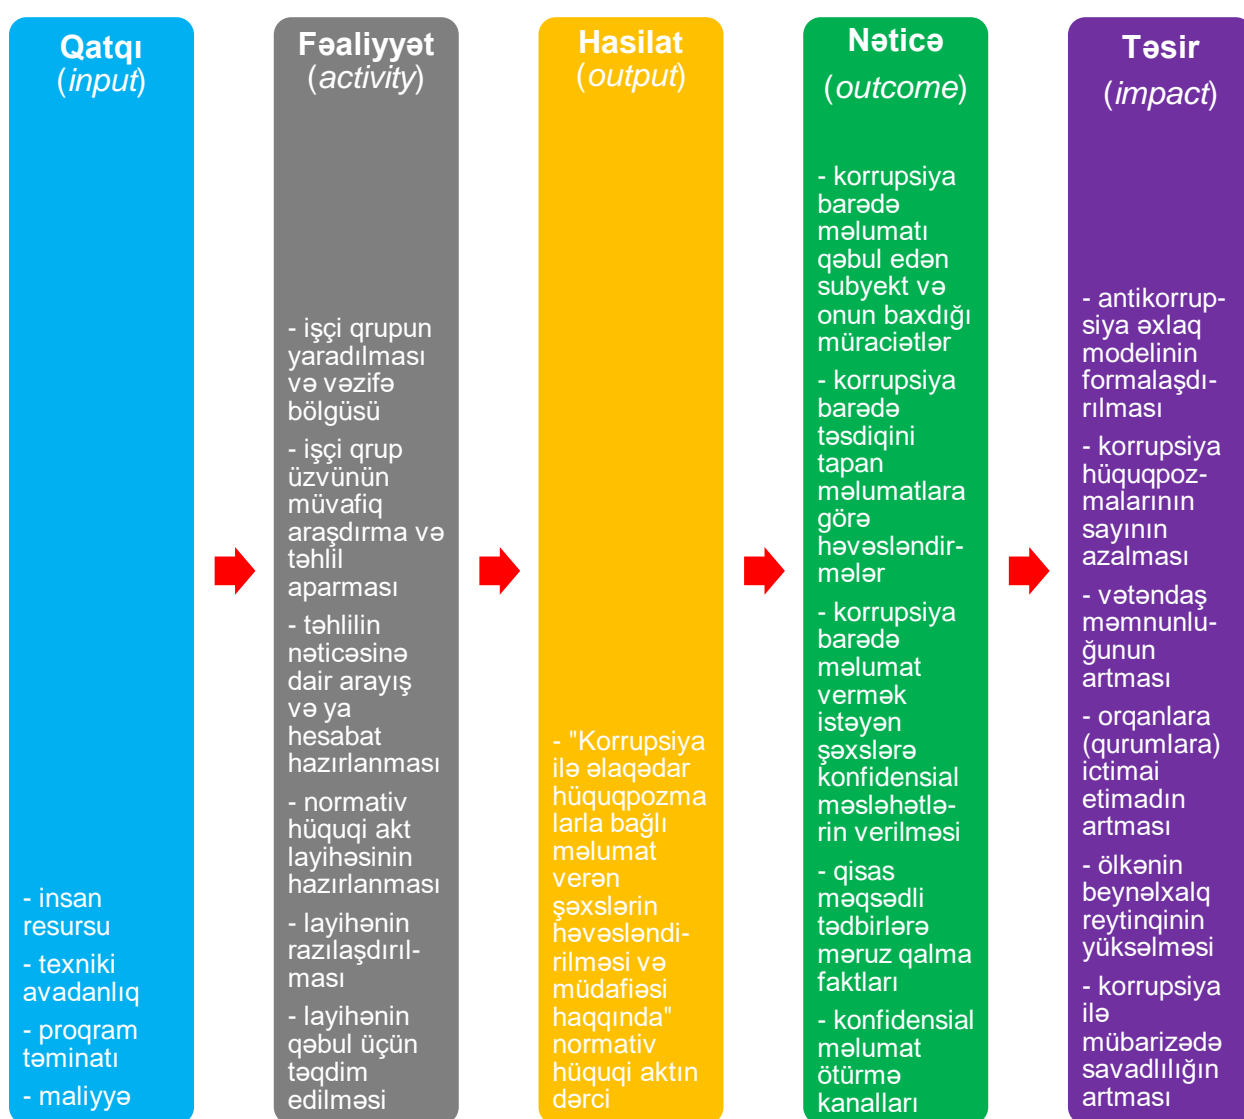 Qatqı
(input)
- insan
resursu
- texniki
avadanlıq
- proqram
təminatı
- maliyyə
Fəaliyyət
(activity)
- işçi qrupun
yaradılması
və vəzifə
bölgüsü
- işçi qrup
üzvünün
müvafiq
araşdırma və
təhlil
aparması
- təhlilin
nəticəsinə
dair arayış
və ya
hesabat
hazırlanması
- normativ
hüquqi akt
layihəsinin
hazırlanması
- layihənin
razılaşdırıl-
ması
- layihənin
qəbul üçün
təqdim
edilməsi
Hasilat
(output)
- "Korrupsiya
ilə əlaqədar
hüquqpozma
larla bağlı
məlumat
verən
şəxslərin
həvəsləndi-
rilməsi və
müdafiəsi
haqqında"
normativ
hüquqi aktın
dərci
Nəticə
(outcome)
- korrupsiya
barədə
məlumatı
qəbul edən
subyekt və
onun baxdığı
müraciətlər
- korrupsiya
barədə
təsdiqini
tapan
məlumatlara
görə
həvəsləndir-
mələr
- korrupsiya
barədə
məlumat
vermək
istəyən
şəxslərə
konfidensial
məsləhətlə-
rin verilməsi
- qisas
məqsədli
tədbirlərə
məruz qalma
faktları
- konfidensial
məlumat
ötürmə
kanalları
Təsir
(impact)
- antikorrup-
siya əxlaq
modelinin
formalaşdı-
rılması
- korrupsiya
hüquqpoz-
malarının
sayının
azalması
- vətəndaş
məmnunlu-
ğunun
artması
- orqanlara
(qurumlara)
ictimai
etimadın
artması
- ölkənin
beynəlxalq
reytinqinin
yüksəlməsi
- korrupsiya
ilə
mübarizədə
savadlılığın
artması